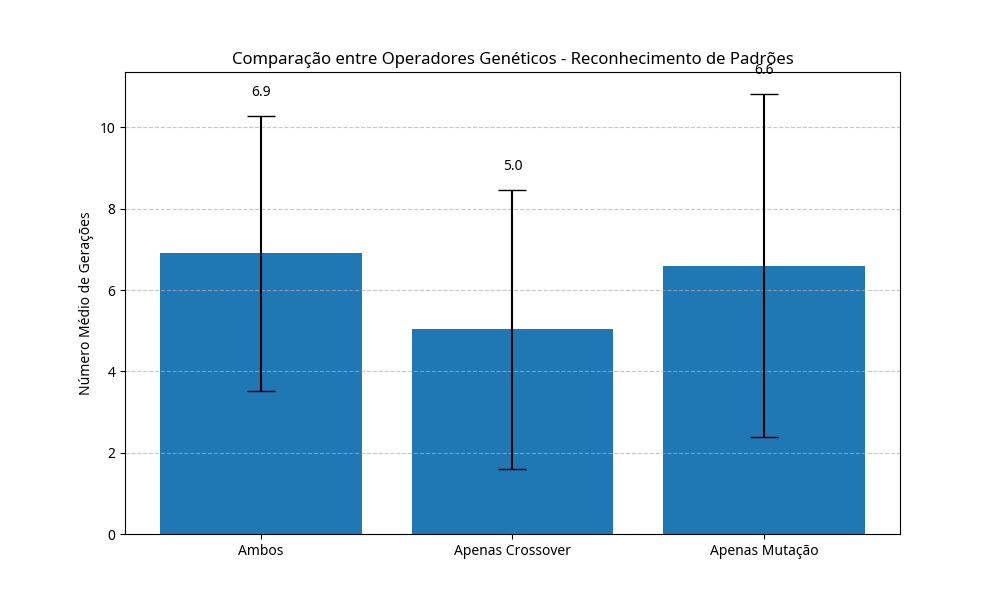 Comparação entre Operadores Genéticos - Reconhecimento de Padrões
6.9
5.0
6.6
Número Médio de Gerações
10
8
6
4
2
0
Ambos
Apenas Crossover
Apenas Mutação